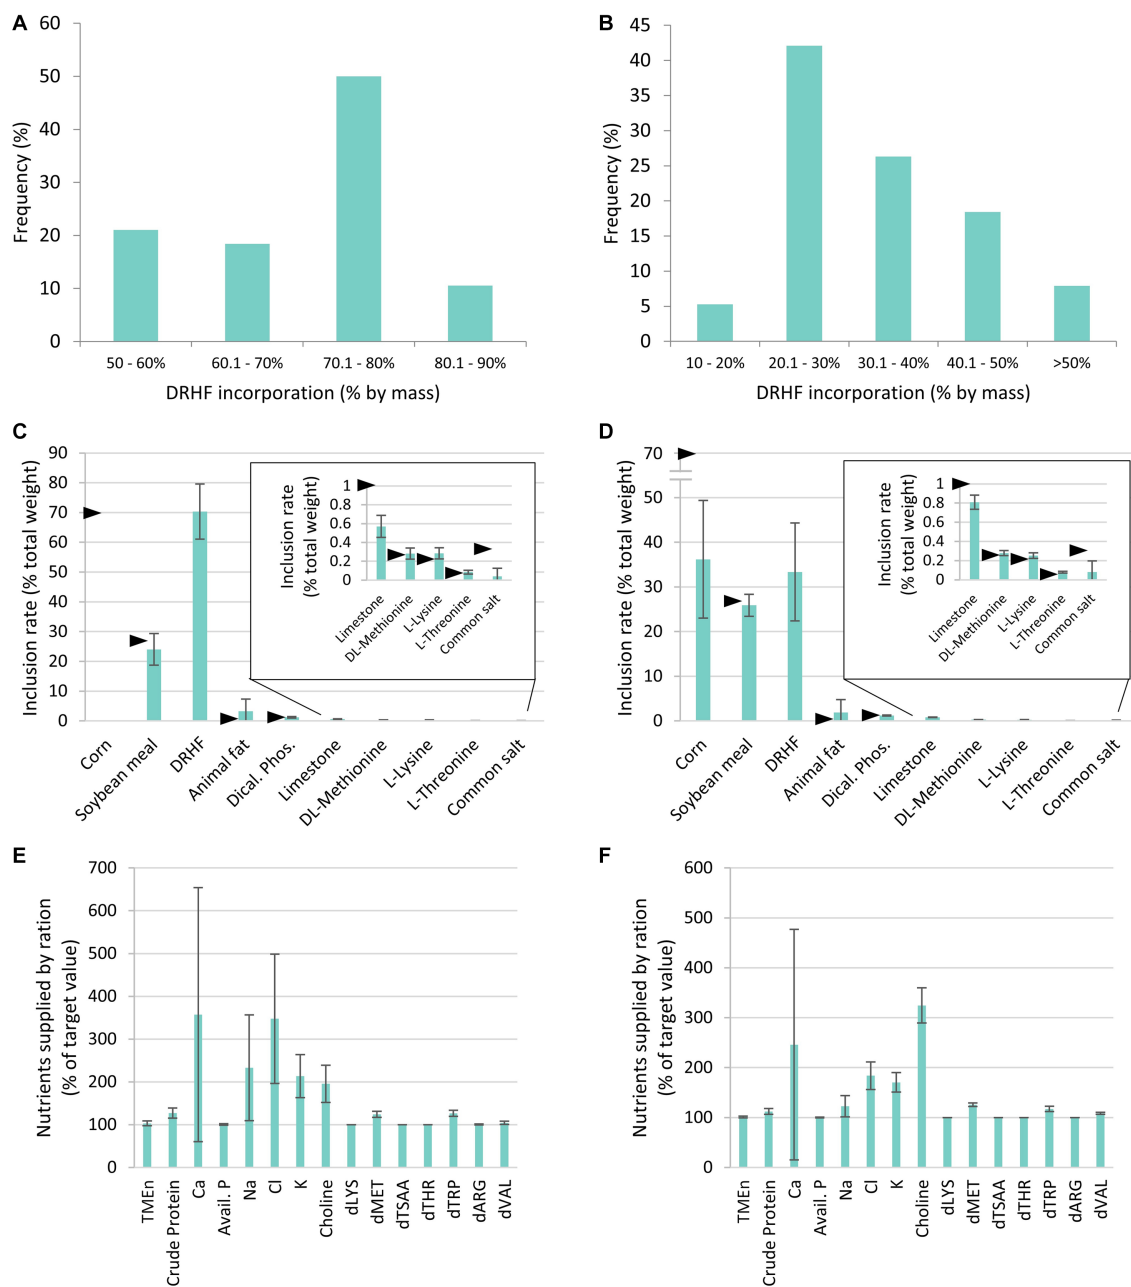 A
60
50
40
30
20
10
0
Frequency (%)
50 - 60%
60.1 - 70%
70.1 - 80%
80.1 - 90%
DRHF incorporation (% by mass)
B
45
40
35
30
25
20
15
10
5
0
Frequency (%)
10 - 20%
20.1 - 30%
30.1 - 40%
40.1 - 50%
>50%
DRHF incorporation (% by mass)
C
90
80
70
60
50
40
30
20
10
0
Inclusion rate (% total weight)
Corn
Soybean meal
DRHF
Animal fat
Dical. Phos.
Limestone
DL-Methionine
L-Lysine
L-Threonine
Common salt
Inclusion rate
(% total weight)
1
0.8
0.6
0.4
0.2
0
Limestone
DL-Methionine
L-Lysine
L-Threonine
Common salt
D
70
50
40
30
20
10
0
Inclusion rate (% total weight)
Corn
Soybean meal
DRHF
Animal fat
Dical. Phos.
Limestone
DL-Methionine
L-Lysine
L-Threonine
Common salt
Inclusion rate
(% total weight)
1
0.8
0.6
0.4
0.2
0
Limestone
DL-Methionine
L-Lysine
L-Threonine
Common salt
E
700
600
500
400
300
200
100
0
Nutrients supplied by ration
(% of target value)
TMEn
Crude Protein
Ca
Avail. P
Na
Cl
K
Choline
dLYS
dMET
dTSAA
dTHR
dTRP
dARG
dVAL
F
600
500
400
300
200
100
0
Nutrients supplied by ration
(% of target value)
TMEn
Crude Protein
Ca
Avail. P
Na
Cl
K
Choline
dLYS
dMET
dTSAA
dTHR
dTRP
dARG
dVAL